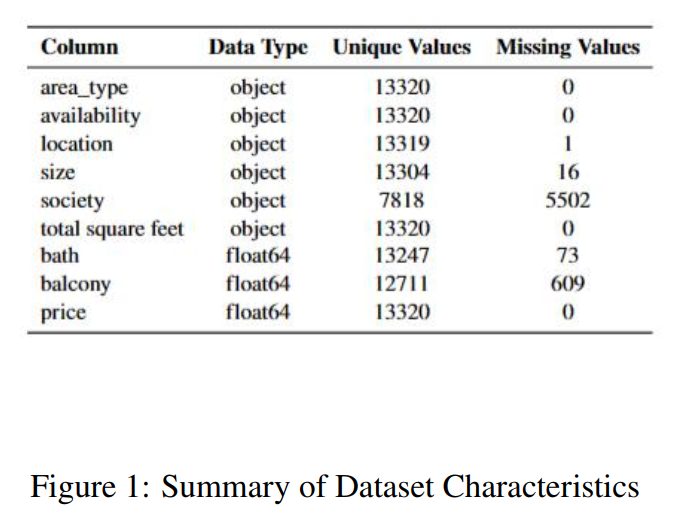 Column Data Type Unique Values Missing Values
area_type object 13320 0
availability object 13320 0
location object 13319 1
size object 13304 16
society object 7818 5502
total square feet object 13320 0
bath float64 13247 73
balcony float64 12711 609
price float64 13320 0
Figure 1: Summary of Dataset Characteristics